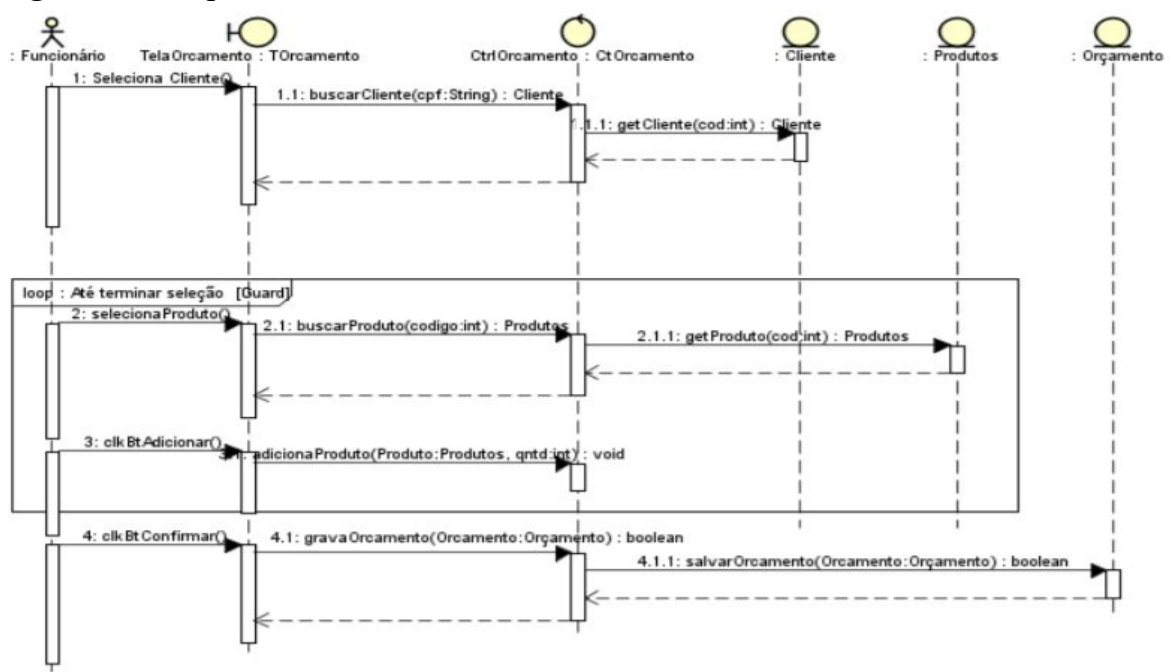 : Funcionário
TelaOrcamento : TOrcamento
CtrlOrcamento : CtOrcamento
: Cliente
: Produtos
: Orçamento
1: Seleciona Cliente()
1.1: buscarCliente(cpf:String) : Cliente
1.1.1: getCliente(cod:int) : Cliente
loop : Até terminar seleção [Guard]
2: selecionaProduto()
2.1: buscarProduto(codigo:int) : Produtos
2.1.1: getProduto(cod:int) : Produtos
3: clkBtAdicionar()
3.1: adicionaProduto(Produto:Produtos, qntd:int) : void
4: clkBtConfirmar()
4.1: gravaOrcamento(Orcamento:Orçamento) : boolean
4.1.1: salvarOrcamento(Orcamento:Orçamento) : boolean